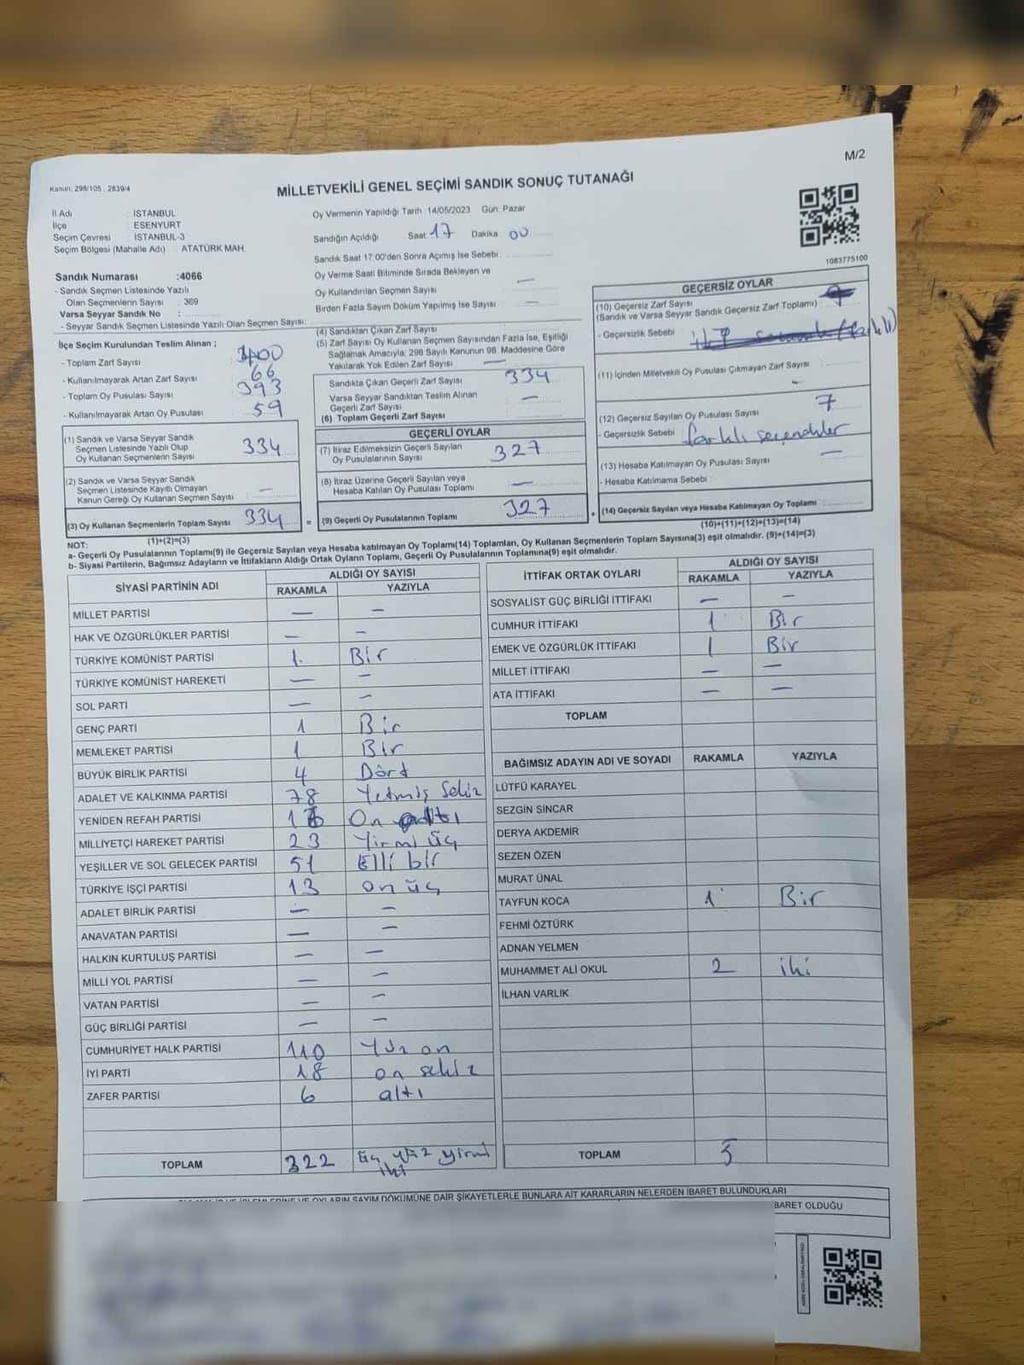 M/2
Kanun: 298/105 , 2839/4
MİLLETVEKİLİ GENEL SEÇİMİ SANDIK SONUÇ TUTANAĞI
İl Adı : İSTANBUL
İlçe : ESENYURT
Seçim Çevresi : İSTANBUL-3
Seçim Bölgesi (Mahalle Adı) : ATATÜRK MAH.
Oy Vermenin Yapıldığı Tarih :14/05/2023 Gün: Pazar
Sandığın Açıldığı Saat: 17 Dakika: 00
Sandık Saat 17:00'den Sonra Açılmış İse Sebebi :
Oy Verme Saati Bitiminde Sırada Bekleyen ve
Oy Kullandırılan Seçmen Sayısı : —
Birden Fazla Sayım Döküm Yapılmış İse Sayısı : —
1083775100
Sandık Numarası :4066
- Sandık Seçmen Listesinde Yazılı
Olan Seçmenlerin Sayısı : 369
Varsa Seyyar Sandık No :
- Seyyar Sandık Seçmen Listesinde Yazılı Olan Seçmen Sayısı:
İlçe Seçim Kurulundan Teslim Alınan ;
- Toplam Zarf Sayısı : 400
- Kullanılmayarak Artan Zarf Sayısı : 66
- Toplam Oy Pusulası Sayısı : 393
- Kullanılmayarak Artan Oy Pusulası : 59
(1) Sandık ve Varsa Seyyar Sandık
Seçmen Listesinde Yazılı Olup
Oy Kullanan Seçmenlerin Sayısı : 334
(2) Sandık ve Varsa Seyyar Sandık
Seçmen Listesinde Kayıtlı Olmayan
Kanun Gereği Oy Kullanan Seçmen Sayısı : —
(3) Oy Kullanan Seçmenlerin Toplam Sayısı 334
(1)+(2)=(3)
(4) Sandıktan Çıkan Zarf Sayısı
(5) Zarf Sayısı Oy Kullanan Seçmen Sayısından Fazla İse, Eşitliği
Sağlamak Amacıyla; 298 Sayılı Kanunun 98. Maddesine Göre
Yakılarak Yok Edilen Zarf Sayısı : —
Sandıkta Çıkan Geçerli Zarf Sayısı : 334
Varsa Seyyar Sandıktan Teslim Alınan
Geçerli Zarf Sayısı : —
(6) Toplam Geçerli Zarf Sayısı :
GEÇERLİ OYLAR
(7) İtiraz Edilmeksizin Geçerli Sayılan
Oy Pusulalarının Sayısı : 327
(8) İtiraz Üzerine Geçerli Sayılan veya
Hesaba Katılan Oy Pusulası Toplamı : —
= (9) Geçerli Oy Pusulalarının Toplamı 327
GEÇERSİZ OYLAR
(10) Geçersiz Zarf Sayısı
(Sandık ve Varsa Seyyar Sandık Geçersiz Zarf Toplamı) :
- Geçersizlik Sebebi :
(11) İçinden Milletvekili Oy Pusulası Çıkmayan Zarf Sayısı :
-
(12) Geçersiz Sayılan Oy Pusulası Sayısı : 7
- Geçersizlik Sebebi : farklı
(13) Hesaba Katılmayan Oy Pusulası Sayısı : —
- Hesaba Katılmama Sebebi :
+ (14) Geçersiz Sayılan veya Hesaba Katılmayan Oy Toplamı
(10)+(11)+(12)+(13)=(14)
NOT:
a- Geçerli Oy Pusulalarının Toplamı(9) ile Geçersiz Sayılan veya Hesaba katılmayan Oy Toplamı(14) Toplamları, Oy Kullanan Seçmenlerin Toplam Sayısına(3) eşit olmalıdır. (9)+(14)=(3)
b- Siyasi Partilerin, Bağımsız Adayların ve İttifakların Aldığı Ortak Oyların Toplamı, Geçerli Oy Pusulalarının Toplamına(9) eşit olmalıdır.
SİYASİ PARTİNİN ADI ALDIĞI OY SAYISI
RAKAMLA YAZIYLA
MİLLET PARTİSİ — —
HAK VE ÖZGÜRLÜKLER PARTİSİ — —
TÜRKİYE KOMÜNİST PARTİSİ 1 Bir
TÜRKİYE KOMÜNİST HAREKETİ — —
SOL PARTİ — —
GENÇ PARTİ 1 Bir
MEMLEKET PARTİSİ 1 Bir
BÜYÜK BİRLİK PARTİSİ 4 Dört
ADALET VE KALKINMA PARTİSİ 78 Yetmiş Sekiz
YENİDEN REFAH PARTİSİ 16 On altı
MİLLİYETÇİ HAREKET PARTİSİ 23 Yirmi üç
YEŞİLLER VE SOL GELECEK PARTİSİ 51 Elli bir
TÜRKİYE İŞÇİ PARTİSİ 13 on üç
ADALET BİRLİK PARTİSİ — —
ANAVATAN PARTİSİ — —
HALKIN KURTULUŞ PARTİSİ — —
MİLLİ YOL PARTİSİ — —
VATAN PARTİSİ — —
GÜÇ BİRLİĞİ PARTİSİ — —
CUMHURİYET HALK PARTİSİ 110 Yüz on
İYİ PARTİ 18 on sekiz
ZAFER PARTİSİ 6 altı
TOPLAM 322 Üç yüz yirmi
iki
İTTİFAK ORTAK OYLARI ALDIĞI OY SAYISI
RAKAMLA YAZIYLA
SOSYALİST GÜÇ BİRLİĞİ İTTİFAKI — —
CUMHUR İTTİFAKI 1 Bir
EMEK VE ÖZGÜRLÜK İTTİFAKI 1 Bir
MİLLET İTTİFAKI — —
ATA İTTİFAKI — —
TOPLAM
BAĞIMSIZ ADAYIN ADI VE SOYADI RAKAMLA YAZIYLA
LÜTFÜ KARAYEL
SEZGİN SİNCAR
DERYA AKDEMİR
SEZEN ÖZEN
MURAT ÜNAL
TAYFUN KOCA 1 Bir
FEHMİ ÖZTÜRK
ADNAN YELMEN
MUHAMMET ALİ OKUL 2 iki
İLHAN VARLIK
TOPLAM 5
OYLARIN SAYIM DÖKÜMÜNE DAİR ŞİKAYETLERLE BUNLARA AİT KARARLARIN NELERDEN İBARET BULUNDUKLARI
BARET OLDUĞU